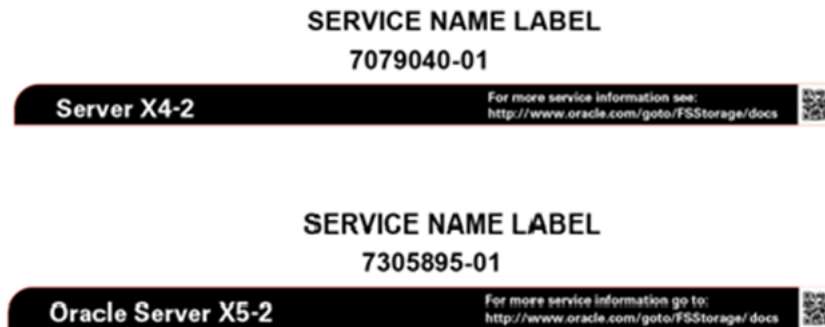 SERVICE NAME LABEL
7079040-01
Server X4-2
For more service information see:
http://www.oracle.com/goto/FSStorage/docs
SERVICE NAME LABEL
7305895-01
Oracle Server X5-2
For more service information go to:
http://www.oracle.com/goto/FSStorage/docs